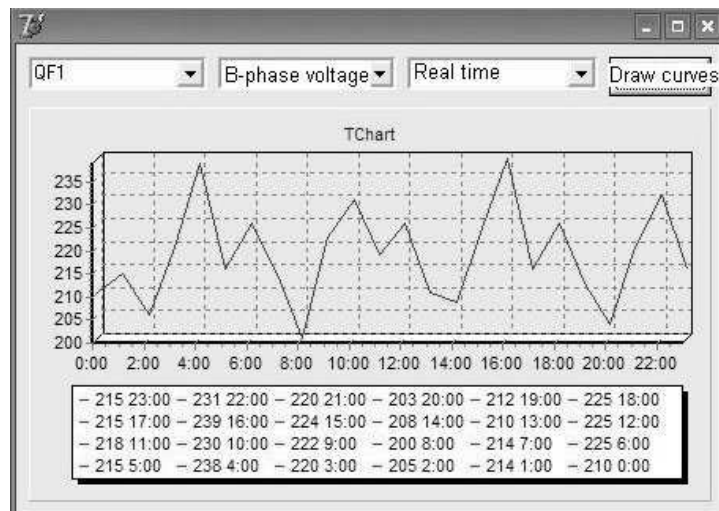 QF1 B-phase voltage Real time Draw curves
TChart
235
230
225
220
215
210
205
200
0:00 2:00 4:00 6:00 8:00 10:00 12:00 14:00 16:00 18:00 20:00 22:00
– 215 23:00 – 231 22:00 – 220 21:00 – 203 20:00 – 212 19:00 – 225 18:00
– 215 17:00 – 239 16:00 – 224 15:00 – 208 14:00 – 210 13:00 – 225 12:00
– 218 11:00 – 230 10:00 – 222 9:00 – 200 8:00 – 214 7:00 – 225 6:00
– 215 5:00 – 238 4:00 – 220 3:00 – 205 2:00 – 214 1:00 – 210 0:00